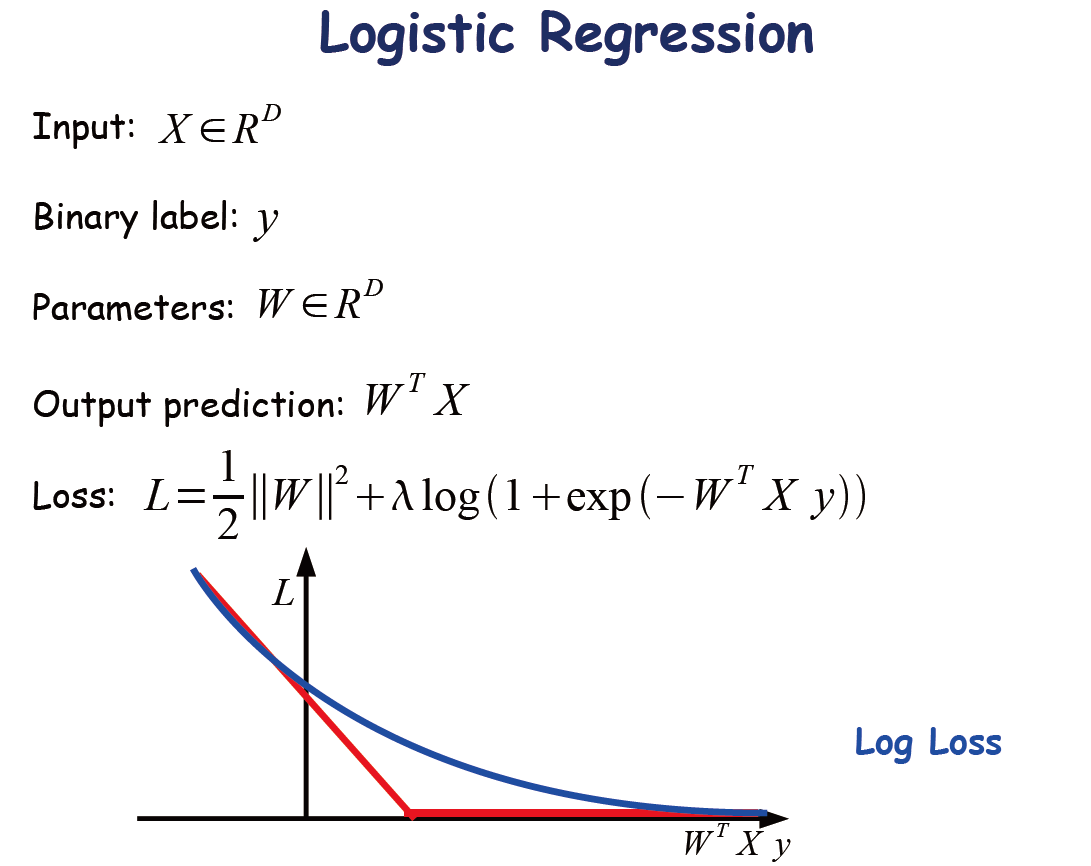 Logistic Regression
Input: X ∈ R^D
Binary label: y
Parameters: W ∈ R^D
Output prediction: W^T X
Loss: L = 1/2 ||W||^2 + λ log(1 + exp(−W^T X y))
L
Log Loss
W^T X y